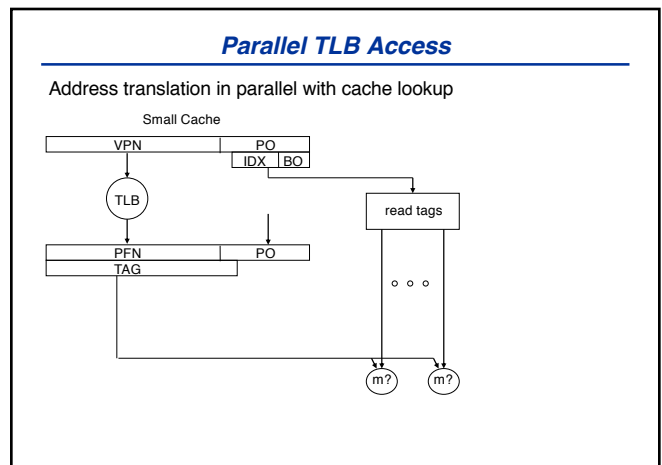 Parallel TLB Access
Address translation in parallel with cache lookup
Small Cache
VPN PO
IDX BO
TLB
read tags
PFN PO
TAG
m? m?